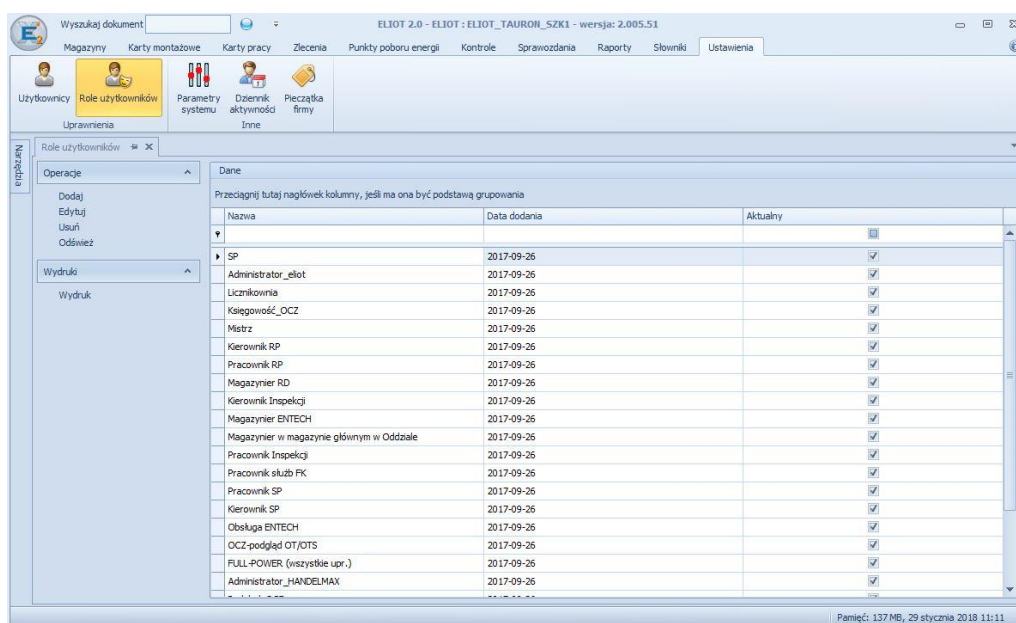 Wyszukaj dokument
ELIOT 2.0 - ELIOT : ELIOT_TAURON_SZK1 - wersja: 2.005.51
E2
Magazyny Karty montażowe Karty pracy Zlecenia Punkty poboru energii Kontrole Sprawozdania Raporty Słowniki Ustawienia
Użytkownicy Role użytkowników Parametry systemu Dziennik aktywności Pieczątka firmy
Uprawnienia Inne
Narzędzia
Role użytkowników
Operacje
Dodaj
Edytuj
Usuń
Odśwież
Wydruki
Wydruk
Dane
Przeciągnij tutaj nagłówek kolumny, jeśli ma ona być podstawą grupowania
Nazwa Data dodania Aktualny
SP 2017-09-26
Administrator_eliot 2017-09-26
Licznikownia 2017-09-26
Księgowość_OCZ 2017-09-26
Mistrz 2017-09-26
Kierownik RP 2017-09-26
Pracownik RP 2017-09-26
Magazynier RD 2017-09-26
Kierownik Inspekcji 2017-09-26
Magazynier ENTECH 2017-09-26
Magazynier w magazynie głównym w Oddziale 2017-09-26
Pracownik Inspekcji 2017-09-26
Pracownik służb FK 2017-09-26
Pracownik SP 2017-09-26
Kierownik SP 2017-09-26
Obsługa ENTECH 2017-09-26
OCZ-podgląd OT/OTS 2017-09-26
FULL-POWER (wszystkie upr.) 2017-09-26
Administrator_HANDELMAX 2017-09-26
Pamięć: 137 MB, 29 stycznia 2018 11:11